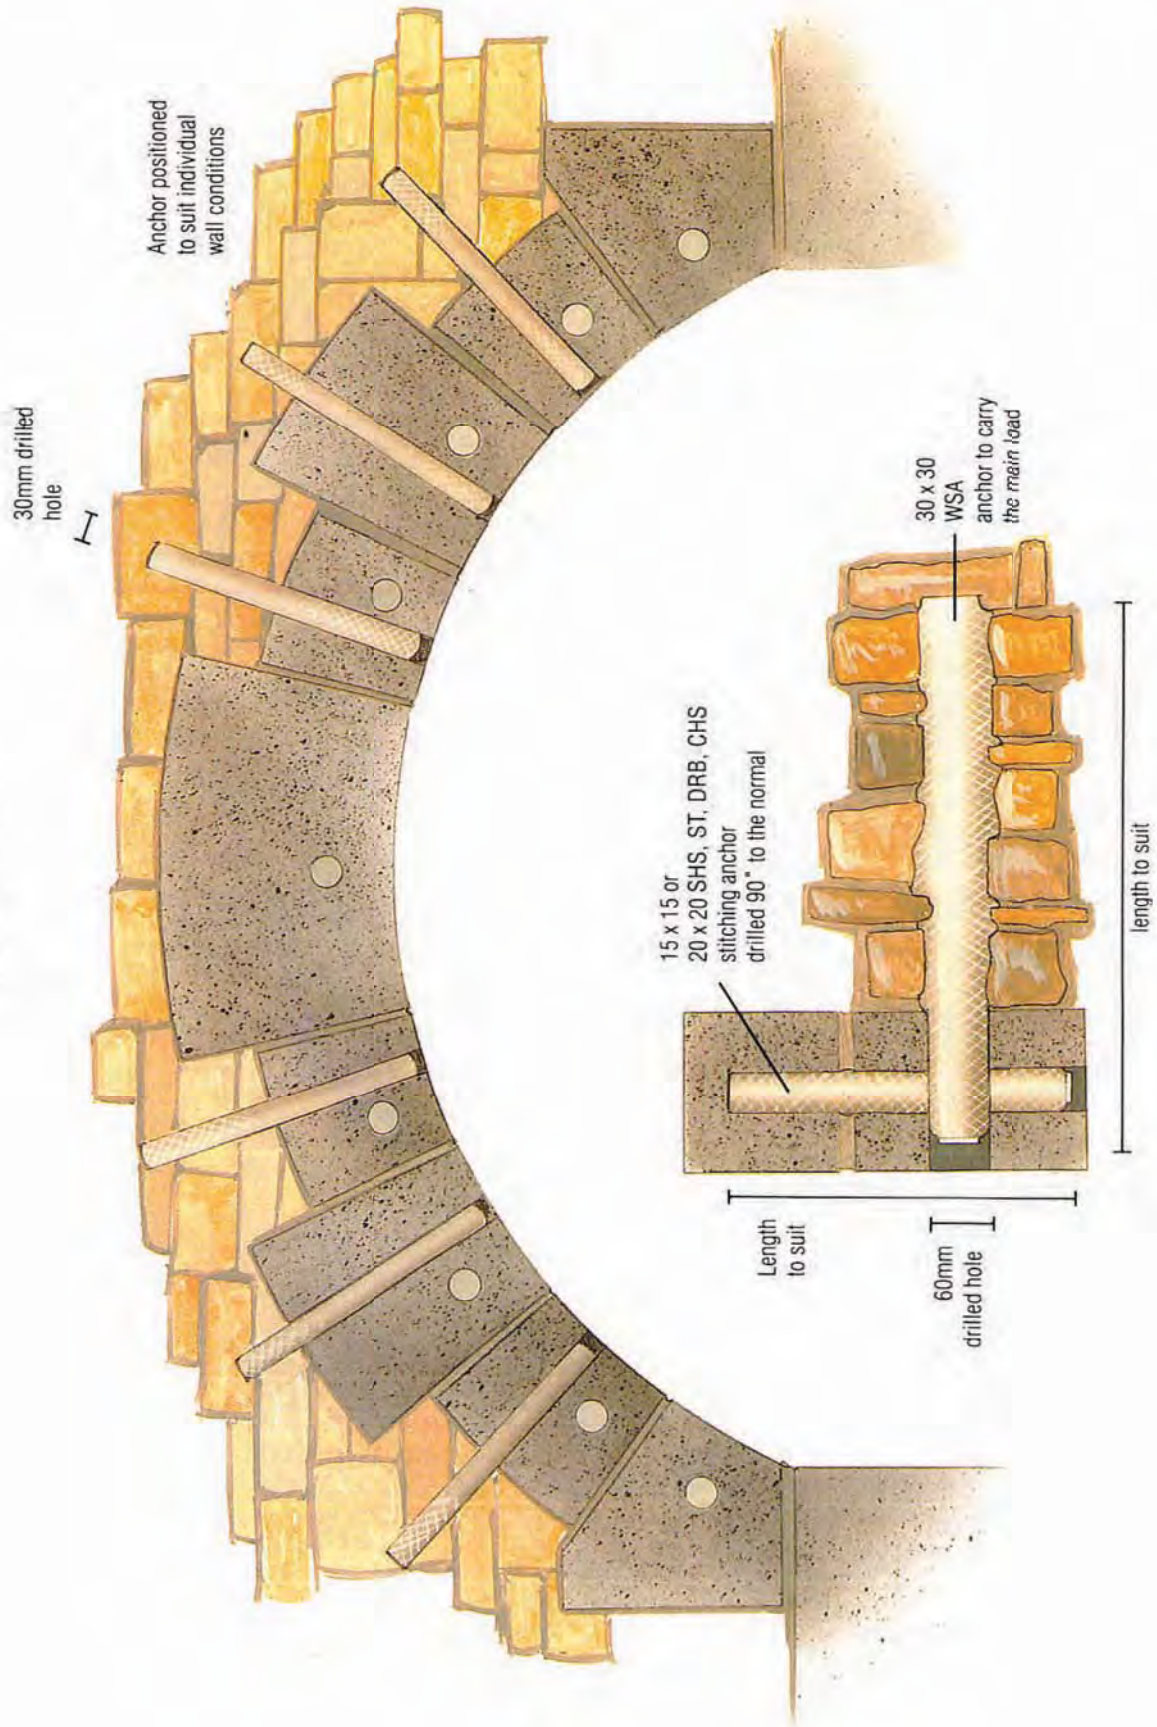 30mm drilled
hole
Anchor positioned
to suit individual
wall conditions
15 x 15 or
20 x 20 SHS, ST, DRB, CHS
stitching anchor
drilled 90° to the normal
Length
to suit
60mm
drilled hole
30 x 30
WSA
anchor to carry
the main load
length to suit